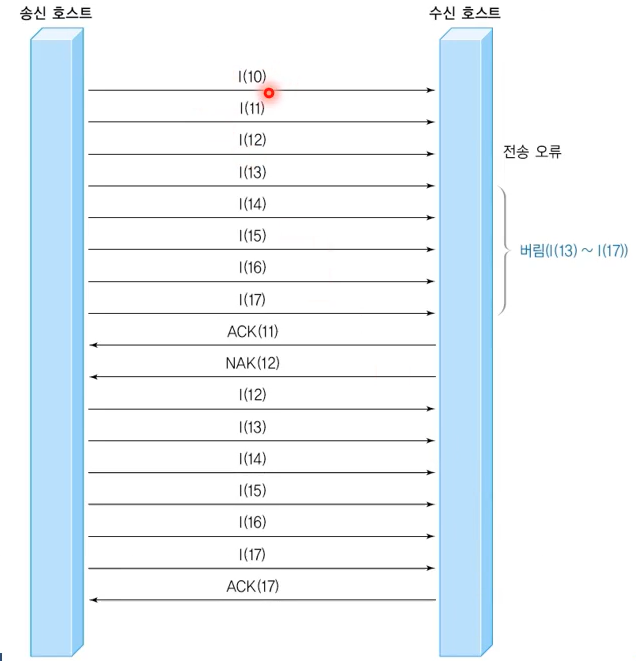 송신 호스트
수신 호스트
I(10)
I(11)
I(12)
전송 오류
I(13)
I(14)
I(15)
버림(I(13) ~ I(17))
I(16)
I(17)
ACK(11)
NAK(12)
I(12)
I(13)
I(14)
I(15)
I(16)
I(17)
ACK(17)